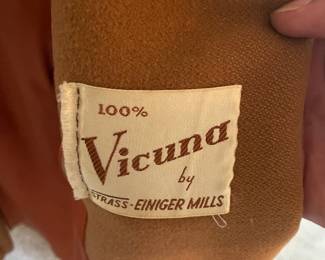 100%
Vicuna
by
STRASS-EINIGER MILLS